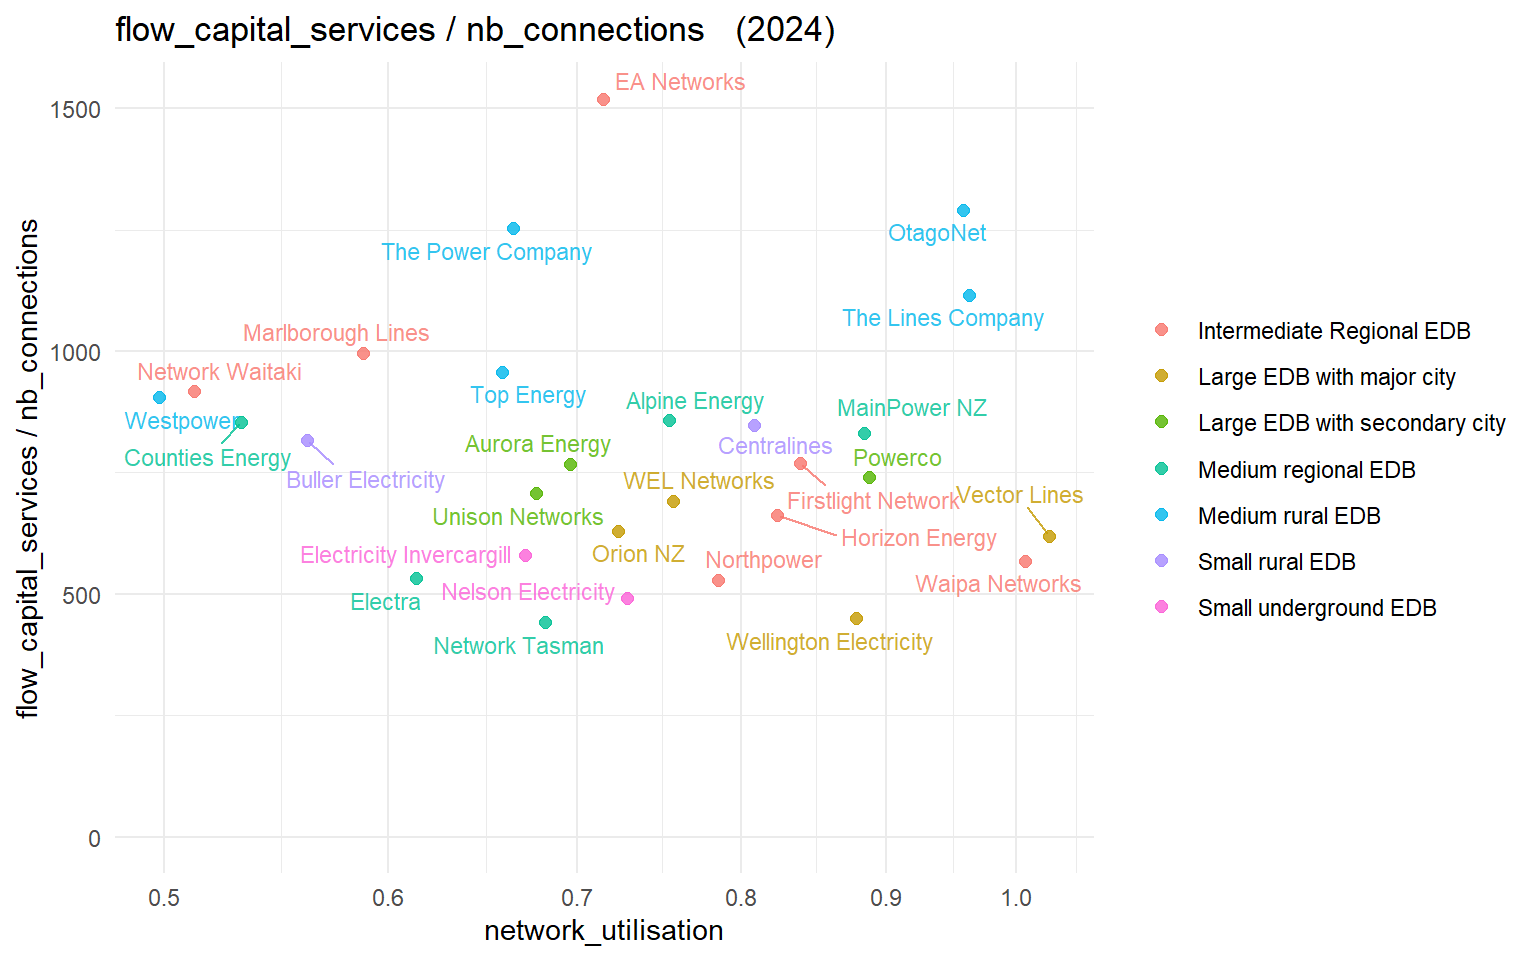 flow_capital_services / nb_connections   (2024)
EA Networks
1500
OtagoNet
The Power Company
The Lines Company
Marlborough Lines
1000
Network Waitaki
Top Energy
Alpine Energy
MainPower NZ
Westpower
Aurora Energy
Centralines
Counties Energy
Powerco
Buller Electricity
WEL Networks
Vector Lines
Firstlight Network
Unison Networks
Horizon Energy
Electricity Invercargill
Orion NZ
Northpower
Waipa Networks
500
Nelson Electricity
Electra
Network Tasman
Wellington Electricity
0
0.5
0.6
0.7
0.8
0.9
1.0
network_utilisation
flow_capital_services / nb_connections
Intermediate Regional EDB
Large EDB with major city
Large EDB with secondary city
Medium regional EDB
Medium rural EDB
Small rural EDB
Small underground EDB